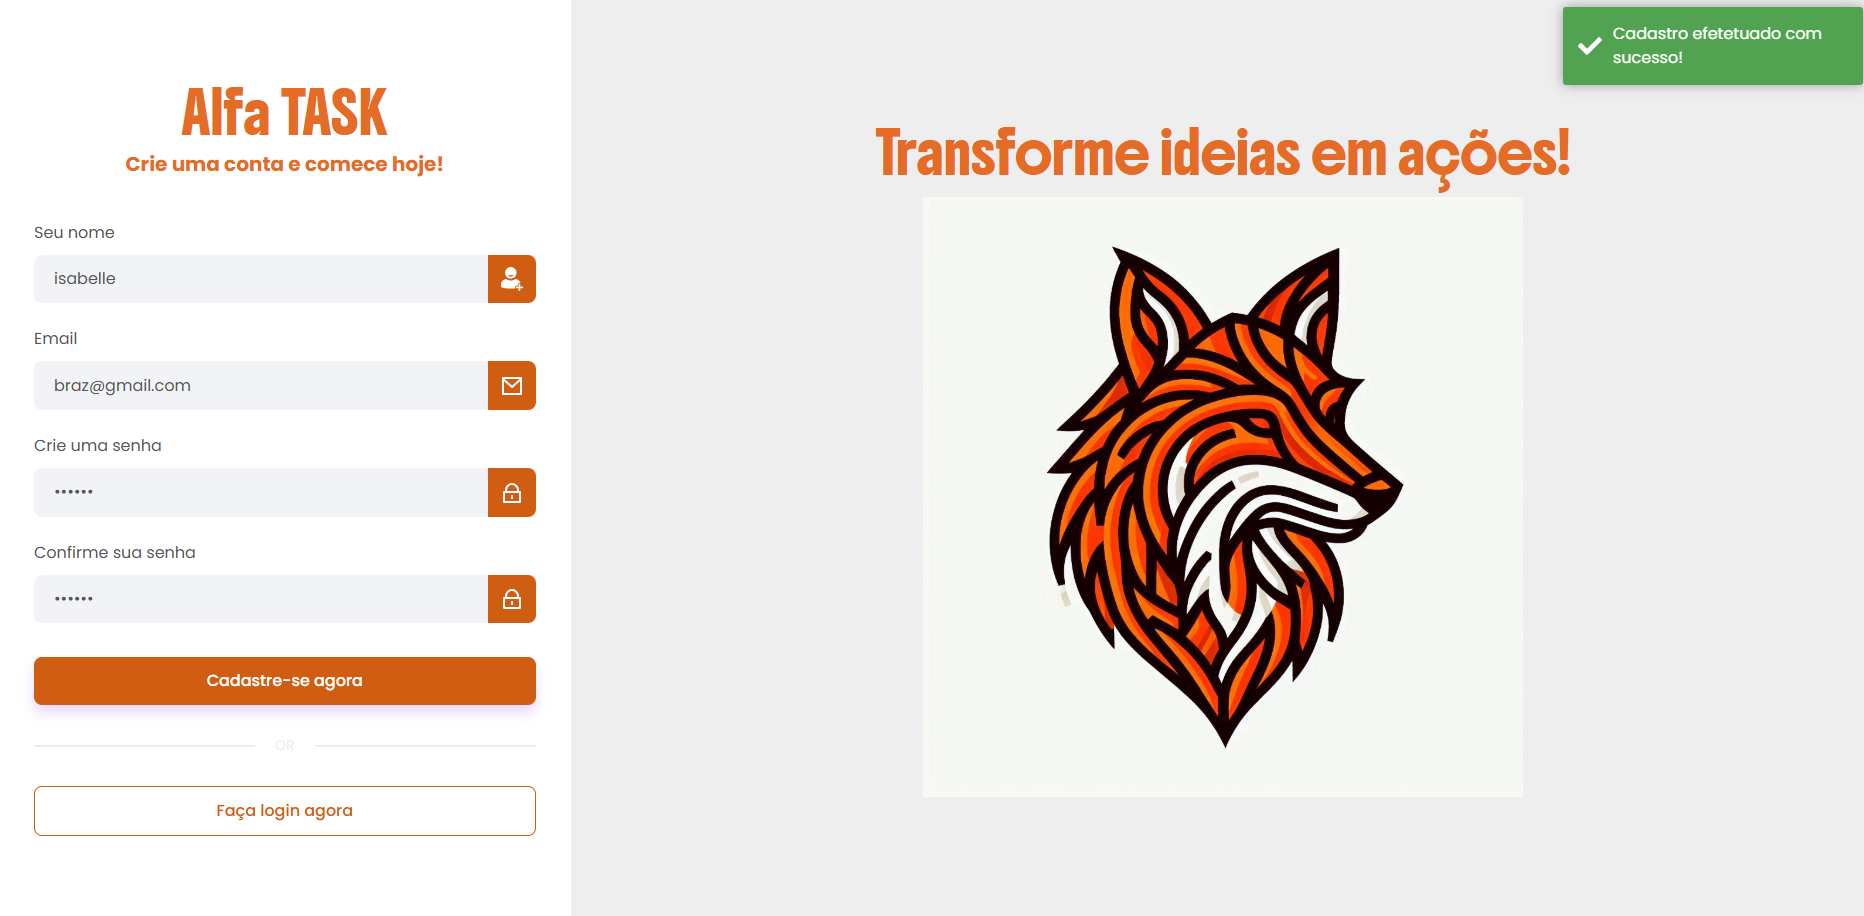 Alfa TASK
Crie uma conta e comece hoje!
Seu nome
isabelle
Email
braz@gmail.com
Crie uma senha
••••••
Confirme sua senha
••••••
Cadastre-se agora
OR
Faça login agora
Transforme ideias em ações!
Cadastro efetetuado com
sucesso!